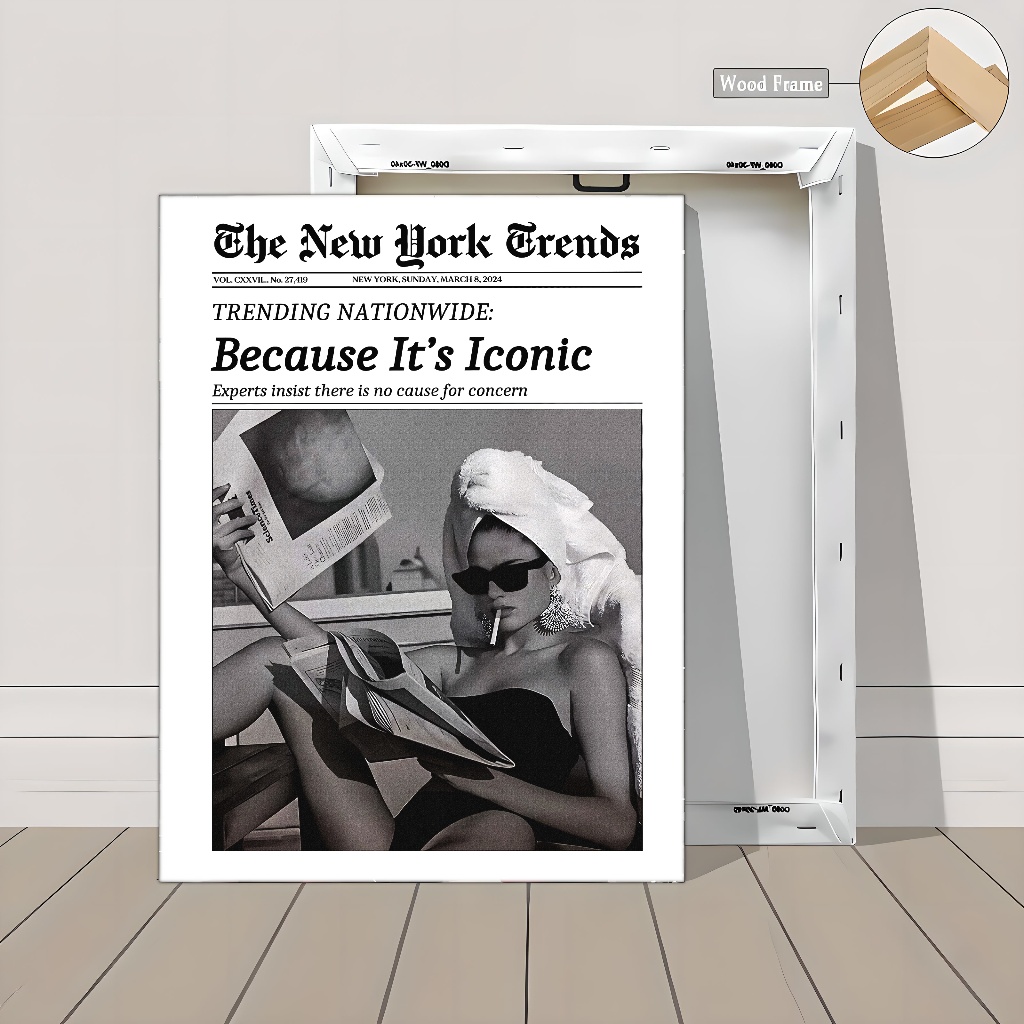 Wood Frame
The New York Trends
VOL. CXXVII.. No. 27,419 NEW YORK, SUNDAY, MARCH 8, 2024
TRENDING NATIONWIDE:
Because It's Iconic
Experts insist there is no cause for concern
ScienceTimes